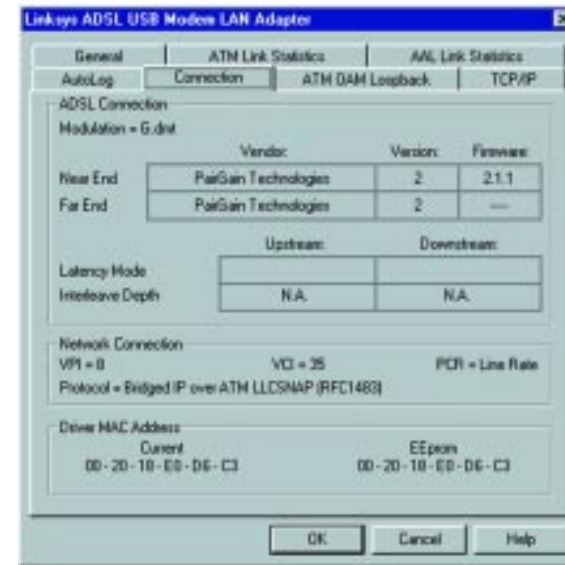 Linksys ADSL USB Modem LAN Adapter
General ATM Link Statistics AAL Link Statistics
AutoLog Connection ATM OAM Loopback TCP/IP
ADSL Connection
Modulation = G.dmt
Vendor: Version: Firmware:
Near End PairGain Technologies 2 2.1.1
Far End PairGain Technologies 2 ---
Upstream: Downstream:
Latency Mode
Interleave Depth N.A. N.A.
Network Connection
VPI = 8 VCI = 35 PCR = Line Rate
Protocol = Bridged IP over ATM LLCSNAP (RFC1483)
Driver MAC Address
Current EEprom
00 - 20 - 18 - E0 - D6 - C3 00 - 20 - 18 - E0 - D6 - C3
OK Cancel Help